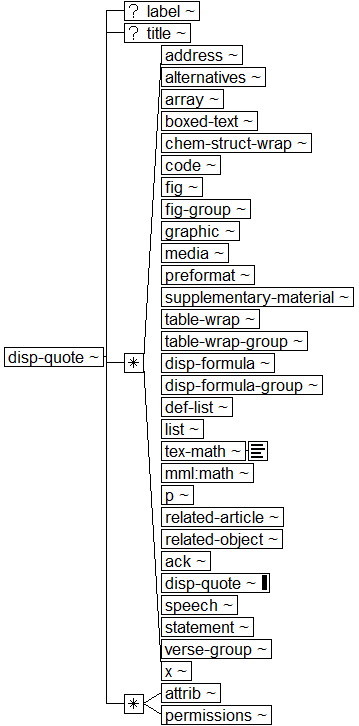 ? label ~
? title ~
address ~
alternatives ~
array ~
boxed-text ~
chem-struct-wrap ~
code ~
fig ~
fig-group ~
graphic ~
media ~
preformat ~
supplementary-material ~
table-wrap ~
table-wrap-group ~
disp-quote ~
*
disp-formula ~
disp-formula-group ~
def-list ~
list ~
tex-math ~
mml:math ~
p ~
related-article ~
related-object ~
ack ~
disp-quote ~
speech ~
statement ~
verse-group ~
x ~
*
attrib ~
permissions ~